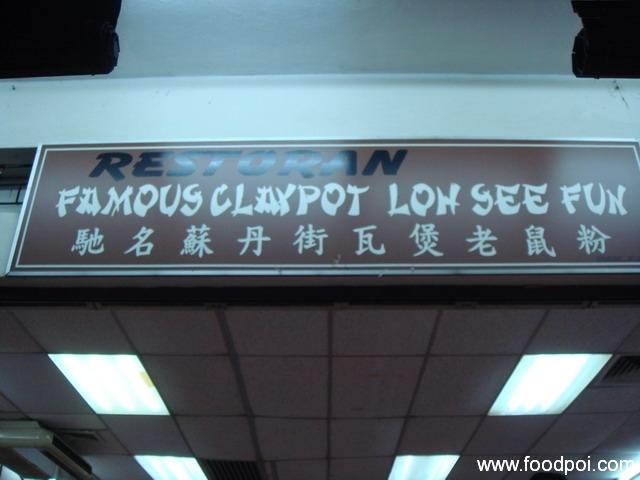 RESTORAN
FAMOUS CLAYPOT LOH SEE FUN
馳名蘇丹街瓦煲老鼠粉
www.foodpoi.com